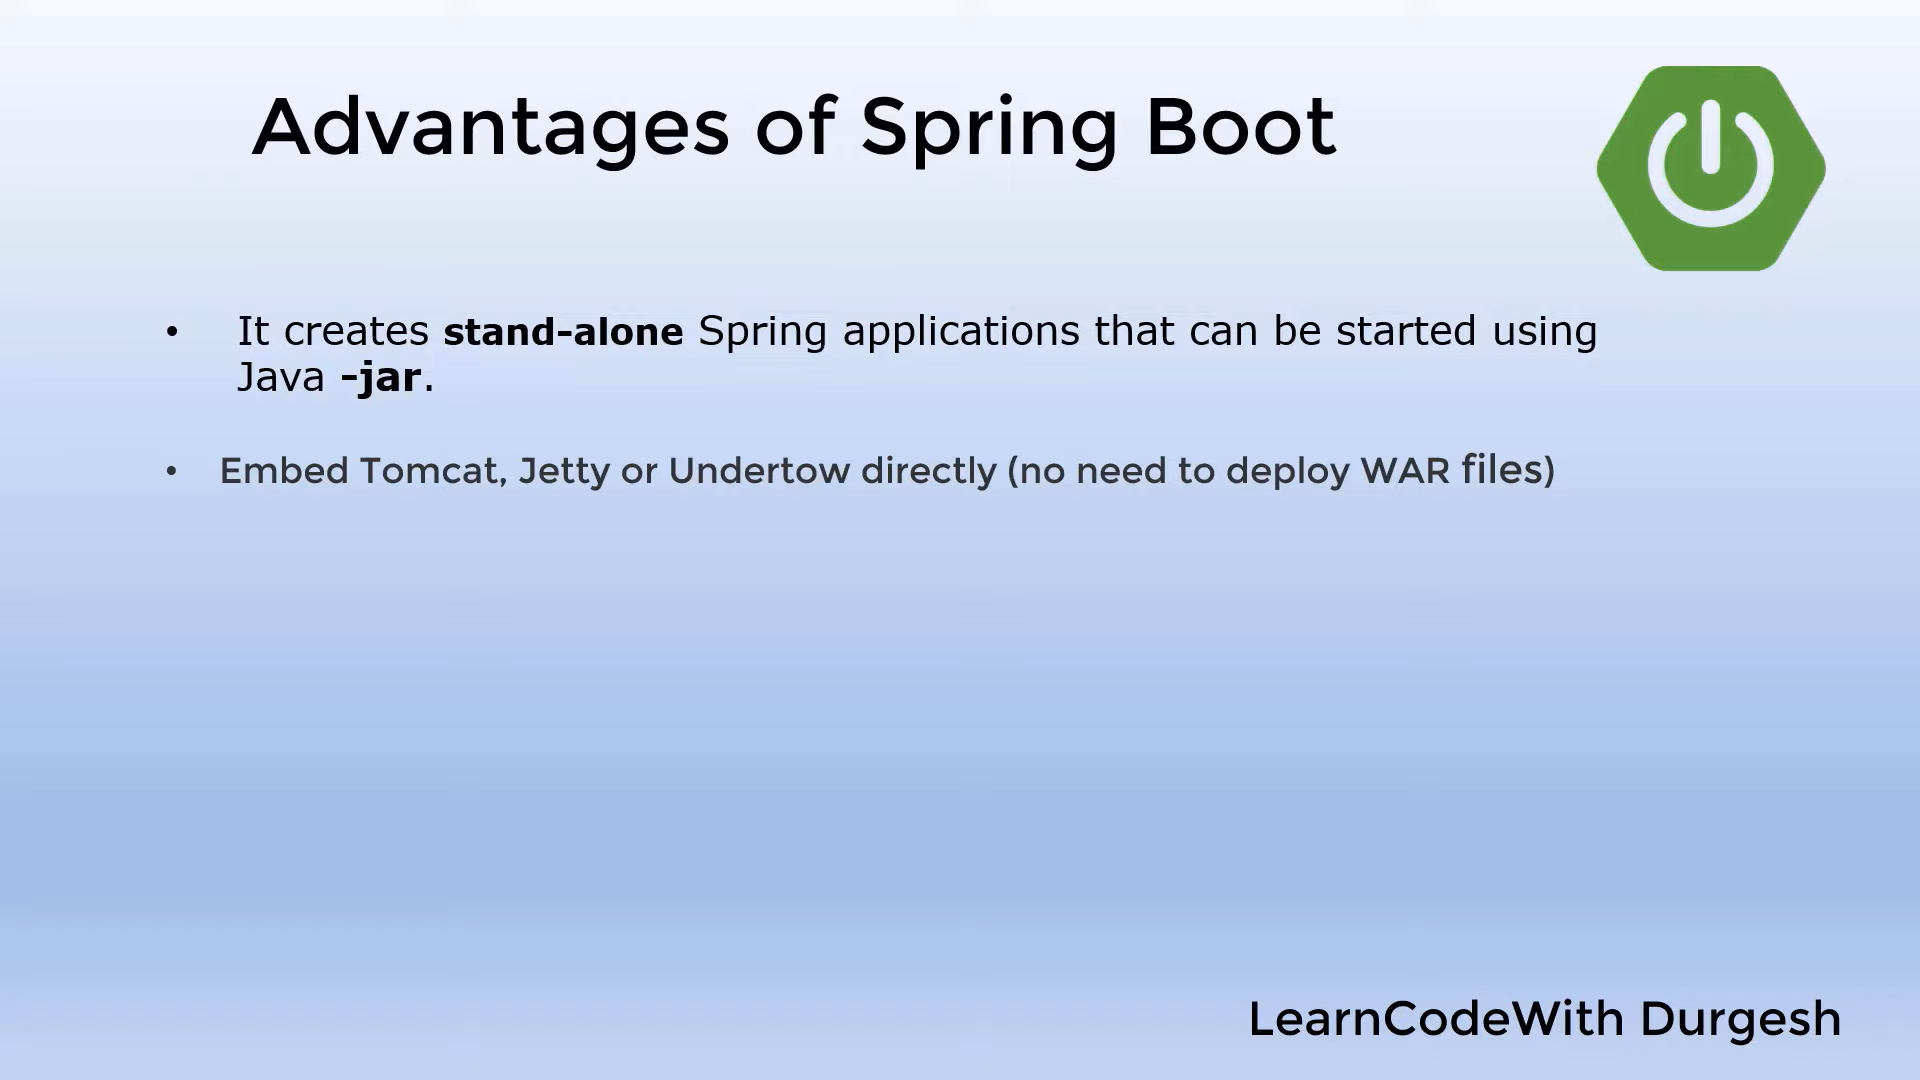 Advantages of Spring Boot
• It creates stand-alone Spring applications that can be started using
Java -jar.
• Embed Tomcat, Jetty or Undertow directly (no need to deploy WAR files)
LearnCodeWith Durgesh